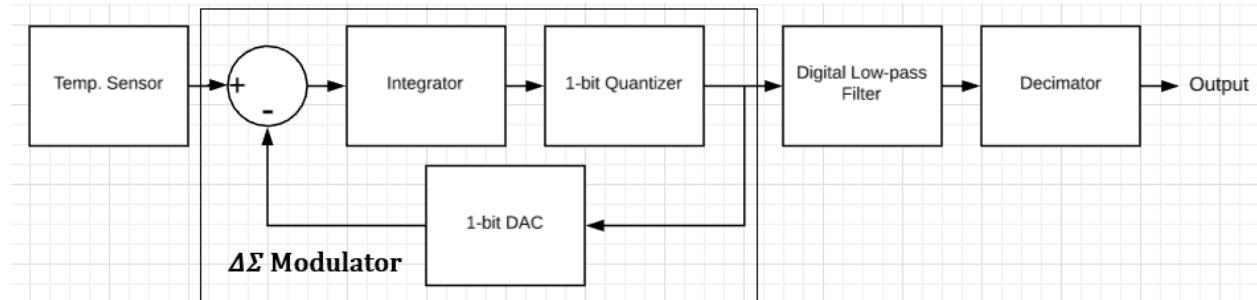 Temp. Sensor
+
-
Integrator
1-bit Quantizer
Digital Low-pass
Filter
Decimator
Output
1-bit DAC
ΔΣ Modulator